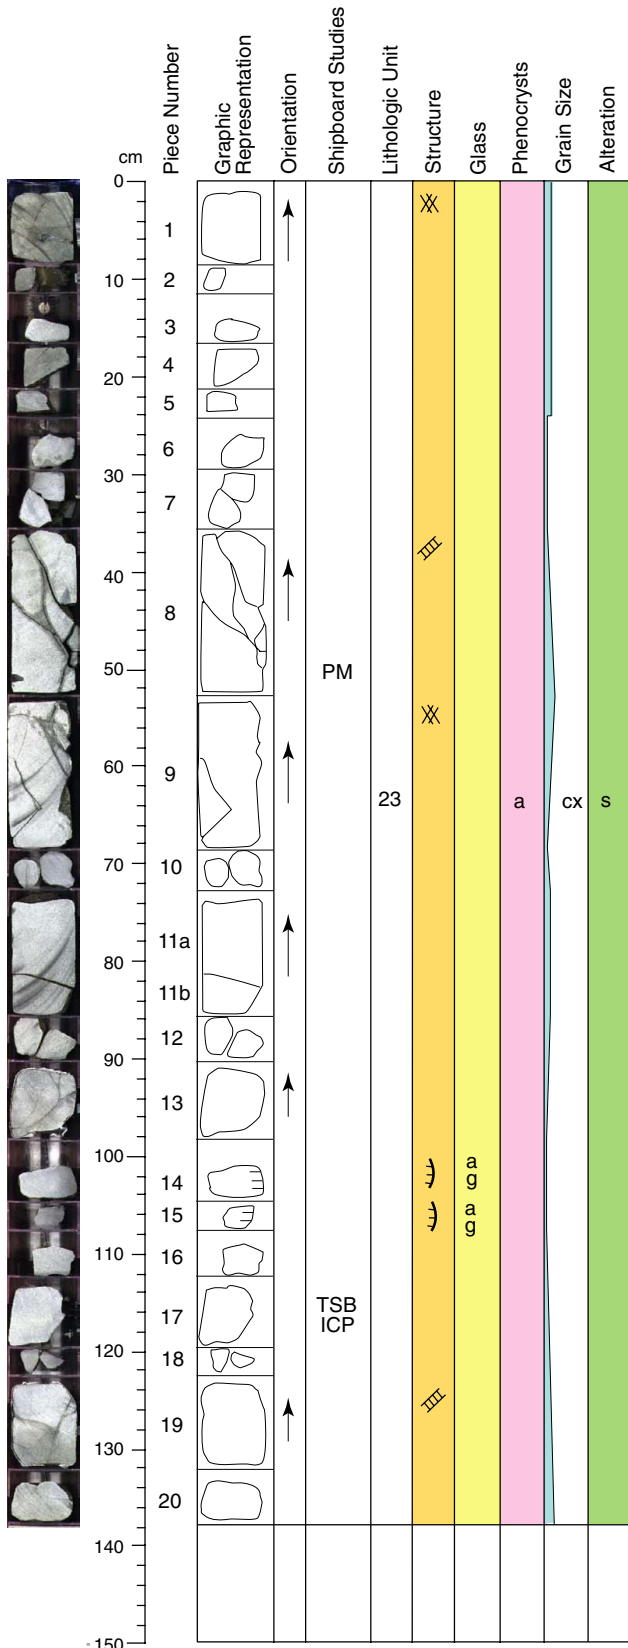 cm
Piece Number
Graphic
Representation
Orientation
Shipboard Studies
Lithologic Unit
Structure
Glass
Phenocrysts
Grain Size
Alteration
0
1
10
2
3
4
20
5
6
30
7
40
8
50
PM
60
9
23
a
cx
s
70
10
11a
80
11b
12
90
13
100
14
a
g
15
a
g
110
16
17
TSB
ICP
120
18
19
130
20
140
150